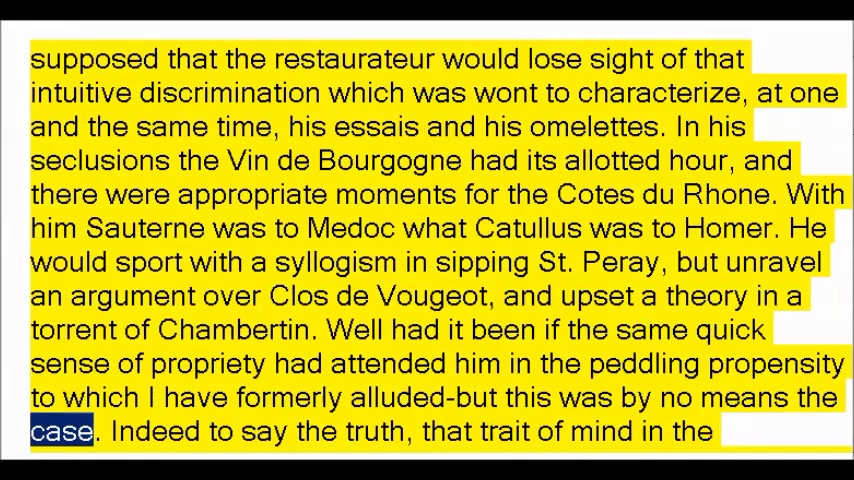 supposed that the restaurateur would lose sight of that
intuitive discrimination which was wont to characterize, at one
and the same time, his essais and his omelettes. In his
seclusions the Vin de Bourgogne had its allotted hour, and
there were appropriate moments for the Cotes du Rhone. With
him Sauterne was to Medoc what Catullus was to Homer. He
would sport with a syllogism in sipping St. Peray, but unravel
an argument over Clos de Vougeot, and upset a theory in a
torrent of Chambertin. Well had it been if the same quick
sense of propriety had attended him in the peddling propensity
to which I have formerly alluded-but this was by no means the
case. Indeed to say the truth, that trait of mind in the